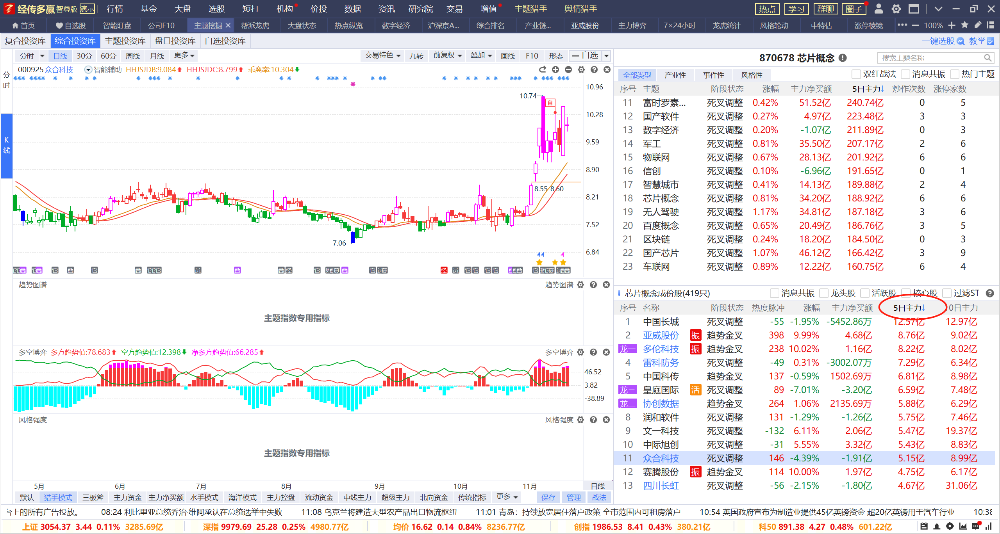 经传多赢 智尊版 演示 行情 基金 大盘 选股 短打 机构 价投 数据 资讯 研究院 交易 增值 主题猎手 舆情猎手 热点 学习 群聊 圈子
首页 自选股 智能盯盘 公司F10 主题挖掘 帮派龙虎 大盘状态 热点纵览 数字经济 沪深京A... 综合排名 产业链... 亚威股份 主力博弈 7×24小时 龙虎统计 风格轮动 中特估 涨停棱镜 ••• 100%
复合投资库 综合投资库 主题投资库 盘口投资库 自选投资库 一键选股 教学
分时 日线 30分 60分 周线 月线 更多 交易特色 九转 前复权 叠加 画线 F10 形态 自选
分时
K线
000925 众合科技 智能辅助 HHJSJDB:9.084 HHJSJDC:8.799 乖离率:10.304
10.96
10.74
自
10.28
9.59
8.90
8.55-8.60
8.21
7.52
7.06
6.84
趋势图谱 趋势图谱
主题指数专用指标
多空博弈 多方趋势值:78.683 空方趋势值:12.398 净多方趋势值:66.285 多空博弈
46.52
3.82
-38.89
风格强度 风格强度
主题指数专用指标
5月 6月 7月 8月 9月 10月 11月 日线
默认 猎手模式 三板斧 主力资金 主力净买额 水手模式 海洋模式 主力控盘 流动资金 中线主力 超级主力 北向资金 传统指标 更多 保存 管理 战法
870678 芯片概念 搜索主题名称
全部类型 产业性 事件性 风格性 双红战法 消息共振 热门主题
序号 主题 阶段状态 涨幅 主力净买额 5日主力↓ 炒作次数 涨停家数
11 富时罗素... 死叉调整 0.42% 51.52亿 240.74亿 0 5
12 国产软件 死叉调整 0.27% 4.97亿 223.48亿 3 3
13 数字经济 死叉调整 0.20% -1.07亿 211.89亿 0 3
14 军工 死叉调整 0.81% 35.50亿 207.17亿 2 6
15 物联网 死叉调整 0.67% 28.13亿 201.92亿 6 6
16 信创 死叉调整 0.10% -6.96亿 191.65亿 0 1
17 智慧城市 死叉调整 0.41% 14.13亿 189.88亿 2 4
18 芯片概念 死叉调整 0.81% 34.20亿 188.92亿 6 6
19 无人驾驶 死叉调整 1.17% 34.81亿 187.18亿 3 6
20 百度概念 死叉调整 0.65% 20.49亿 186.76亿 3 5
21 区块链 死叉调整 0.24% 18.20亿 184.50亿 0 3
22 国产芯片 死叉调整 1.07% 46.12亿 166.42亿 3 9
23 车联网 死叉调整 0.89% 12.22亿 160.75亿 6 4
芯片概念成份股(419只) 消息共振 龙头股 活跃股 核心股 过滤ST
序号 名称 阶段状态 热度脉冲 涨幅 主力净买额 5日主力↓ 10日主力
1 中国长城 死叉调整 -55 -1.95% -5452.86万 12.57亿 12.97亿
2 亚威股份 振 趋势金叉 398 9.99% 4.68亿 8.76亿 9.02亿
龙一 多伦科技 振 趋势金叉 238 10.02% 1.16亿 8.22亿 8.02亿
4 雷科防务 死叉调整 -49 0.31% -3002.07万 7.29亿 6.34亿
5 中国科传 趋势金叉 137 -0.59% 1502.69万 6.81亿 8.98亿
龙三 皇庭国际 活 死叉调整 89 -7.01% -3.20亿 6.59亿 7.48亿
龙二 协创数据 趋势金叉 264 1.06% 2135.69万 5.88亿 6.29亿
8 润和软件 死叉调整 131 -1.29% -1.26亿 5.75亿 7.46亿
9 文一科技 死叉调整 -132 6.11% 2.06亿 5.47亿 19.37亿
10 中际旭创 死叉调整 -31 5.55% 3.32亿 5.43亿 8.83亿
11 众合科技 死叉调整 146 -4.39% -1.91亿 5.15亿 8.99亿
12 赛腾股份 振 趋势金叉 114 10.00% 1.97亿 4.75亿 6.17亿
13 四川长虹 死叉调整 -56 -2.15% -1.80亿 4.67亿 31.06亿
台上的所有广告投放。 08:24 利比里亚总统乔治·维阿承认在总统选举中失败 11:08 乌克兰将建造大型农产品出口物流枢纽 11:01 青岛：持续放宽居住落户政策 全市范围内可租房落户 10:54 英国政府宣布为制造业提供45亿英镑资金 超20亿英镑用于汽车行业 10:38
上证 3054.37 3.44 0.11% 3285.69亿 深指 9979.69 25.28 0.25% 4980.77亿 均价 16.62 0.14 0.84% 8236.77亿 创指 1986.53 8.41 0.43% 380.21亿 科50 891.38 4.27 0.48% 601.22亿